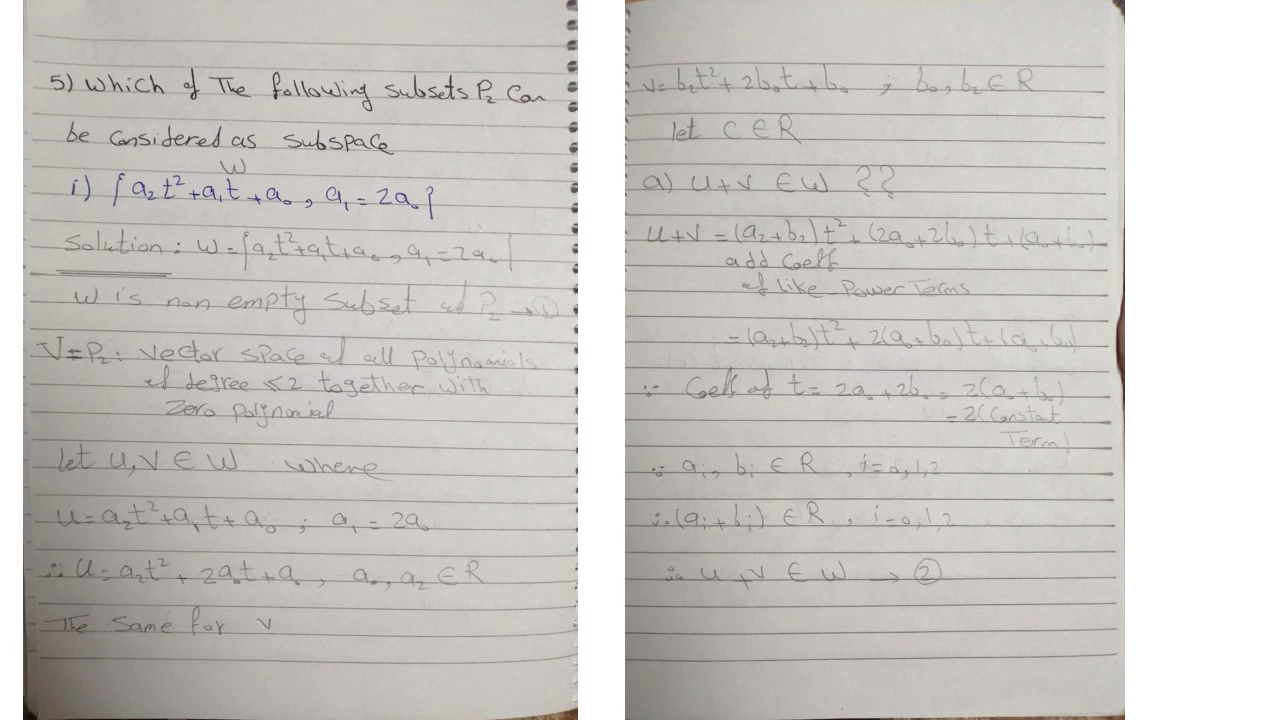 5) Which of The following subsets P₂ Can
be Considered as subspace
W
i) {a₂t²+a₁t+a₀, a₁=2a₀}
Solution: W={a₂t²+a₁t+a₀, a₁=2a₀}
W is non empty Subset of P₂ → ①
V=P₂: Vector space of all Polynomials
of degree ≤2 together with
Zero polynomial
let u,v ∈ W where
u=a₂t²+a₁t+a₀ ; a₁ = 2a₀
∴ u=a₂t²+2a₀t+a₀, a₀,a₂ ∈ R
The Same for v
v=b₂t²+2b₀t+b₀ ; b₀,b₂ ∈ R
let C ∈ R
a) u+v ∈ W ??
u+v=(a₂+b₂)t²+(2a₀+2b₀)t+(a₀+b₀)
add Coeff
of like Power Terms
=(a₂+b₂)t²+2(a₀+b₀)t+(a₀+b₀)
∵ Coeff of t=2a₀+2b₀=2(a₀+b₀)
=2(Constant
Term)
∵ aᵢ, bᵢ ∈ R, i=0,1,2
∴(aᵢ+bᵢ) ∈ R, i=0,1,2
∴ u+v ∈ W → ②